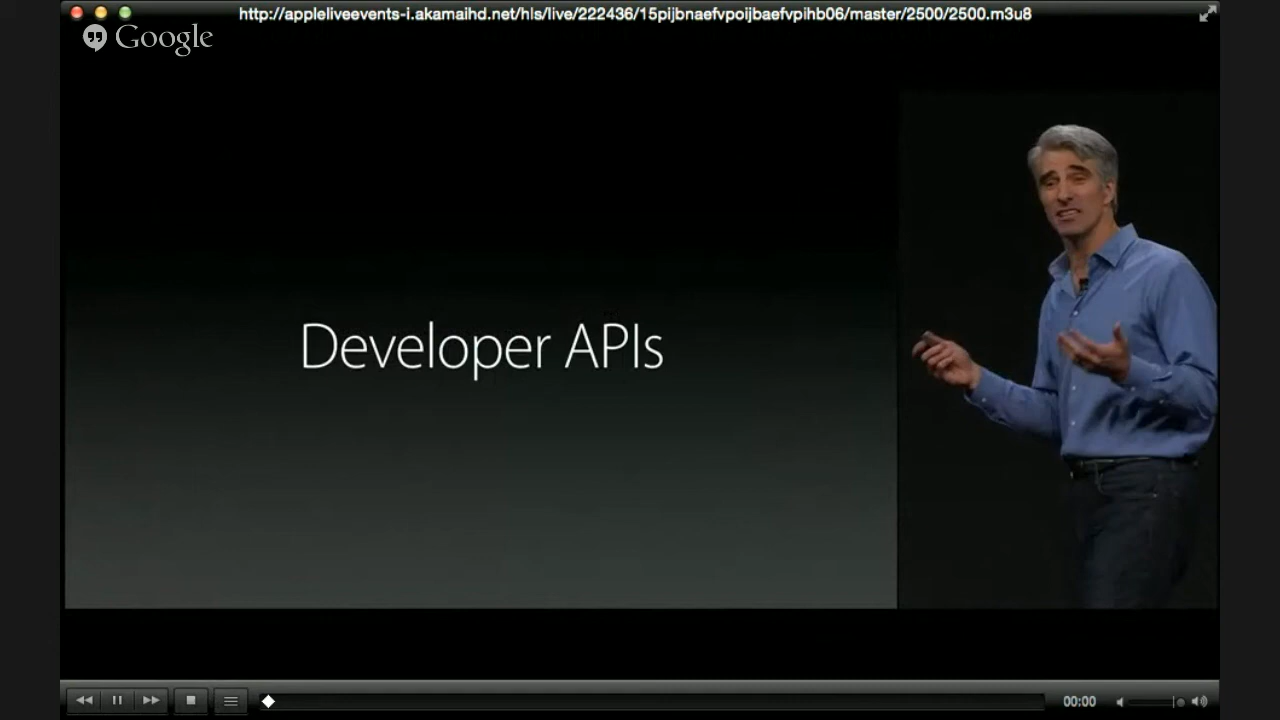 http://appleliveevents-i.akamaihd.net/hls/live/222436/15pijbnaefvpoijbaefvpihb06/master/2500/2500.m3u8
Google
Developer APIs
00:00